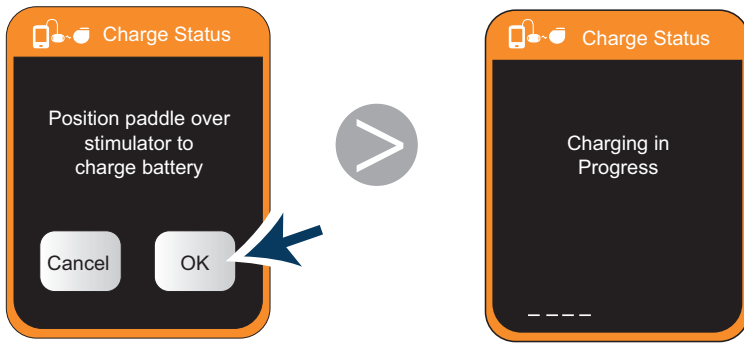 Charge Status
Position paddle over
stimulator to
charge battery
Cancel
OK
>
Charge Status
Charging in
Progress
_ _ _ _